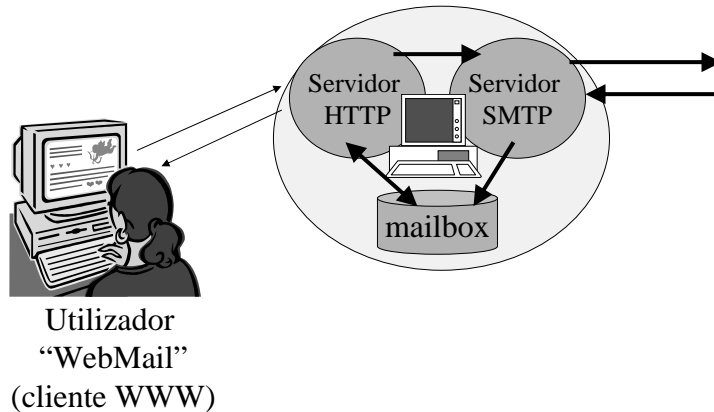 Servidor
HTTP
Servidor
SMTP
mailbox
Utilizador
“WebMail”
(cliente WWW)